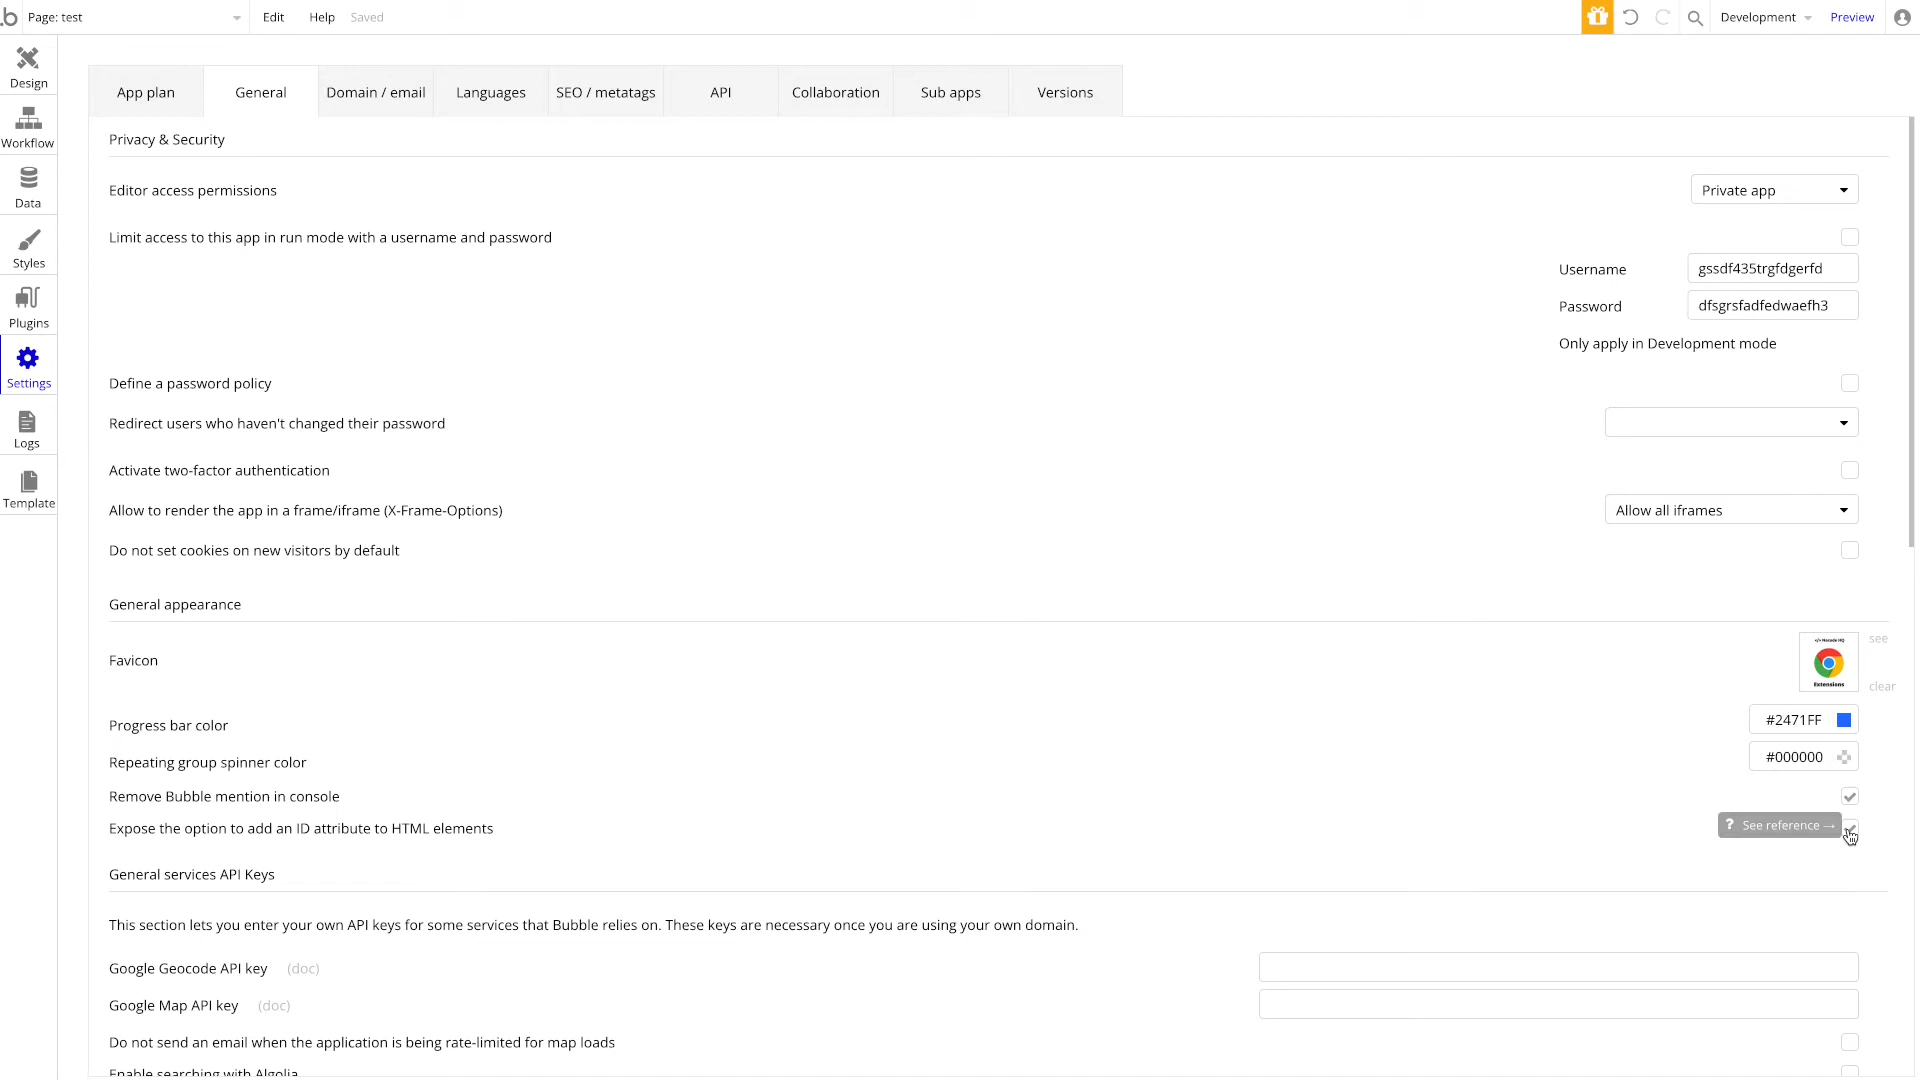 .b Page: test Edit Help Saved Development Preview
Design
Workflow
Data
Styles
Plugins
Settings
Logs
Template
App plan General Domain / email Languages SEO / metatags API Collaboration Sub apps Versions
Privacy & Security
Editor access permissions Private app
Limit access to this app in run mode with a username and password
Username gssdf435trgfdgerfd
Password dfsgrsfadfedwaefh3
Only apply in Development mode
Define a password policy
Redirect users who haven't changed their password
Activate two-factor authentication
Allow to render the app in a frame/iframe (X-Frame-Options) Allow all iframes
Do not set cookies on new visitors by default
General appearance
Favicon
</> Nocode HQ
Extensions
see
clear
Progress bar color #2471FF
Repeating group spinner color #000000
Remove Bubble mention in console
Expose the option to add an ID attribute to HTML elements ? See reference →
General services API Keys
This section lets you enter your own API keys for some services that Bubble relies on. These keys are necessary once you are using your own domain.
Google Geocode API key (doc)
Google Map API key (doc)
Do not send an email when the application is being rate-limited for map loads
Enable searching with Algolia